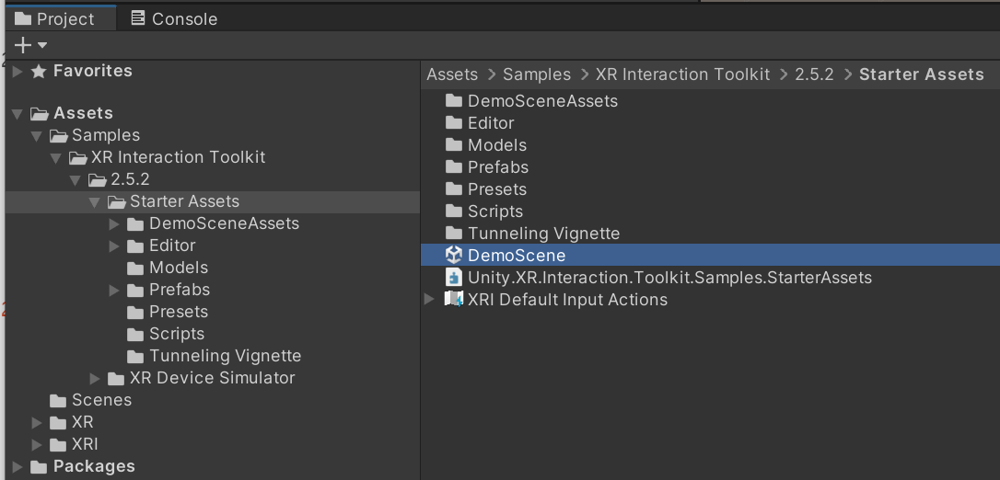 Project
Console
Favorites
Assets
Samples
XR Interaction Toolkit
2.5.2
Starter Assets
DemoSceneAssets
Editor
Models
Prefabs
Presets
Scripts
Tunneling Vignette
XR Device Simulator
Scenes
XR
XRI
Packages
Assets > Samples > XR Interaction Toolkit > 2.5.2 > Starter Assets
DemoSceneAssets
Editor
Models
Prefabs
Presets
Scripts
Tunneling Vignette
DemoScene
Unity.XR.Interaction.Toolkit.Samples.StarterAssets
XRI Default Input Actions